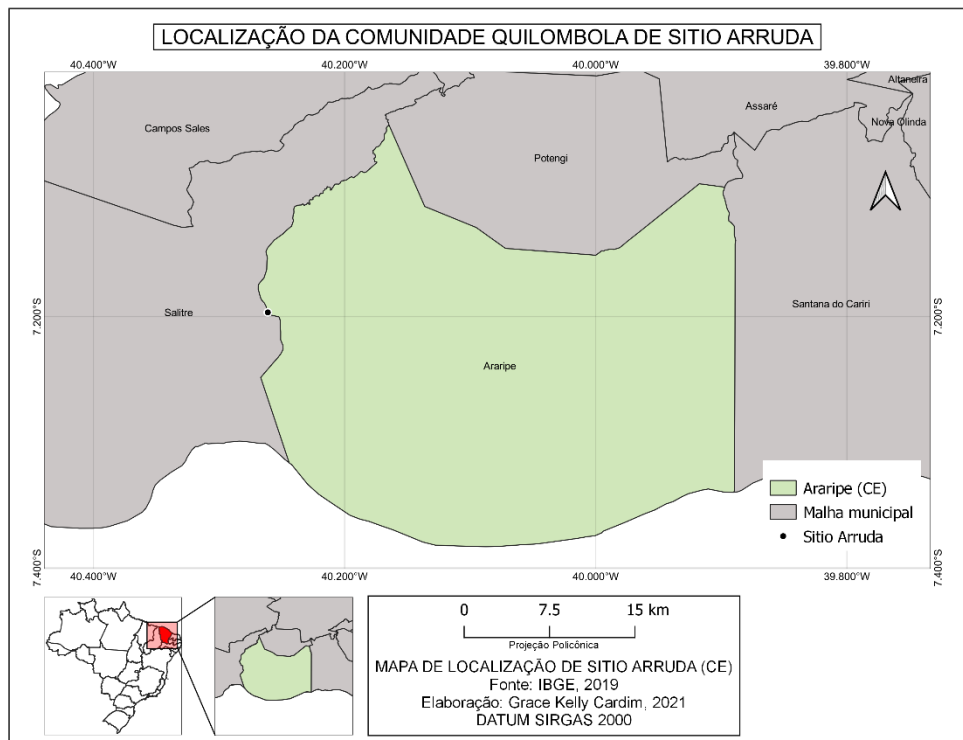 LOCALIZAÇÃO DA COMUNIDADE QUILOMBOLA DE SITIO ARRUDA
40.400°W 40.200°W 40.000°W 39.800°W
Altaneira
Campos Sales
Assaré
Nova Olinda
Potengi
7.200°S
Salitre
Santana do Cariri
7.200°S
Araripe
Araripe (CE)
Malha municipal
Sitio Arruda
7.400°S
7.400°S
40.400°W 40.200°W 40.000°W 39.800°W
0 7.5 15 km
Projeção Policônica
MAPA DE LOCALIZAÇÃO DE SITIO ARRUDA (CE)
Fonte: IBGE, 2019
Elaboração: Grace Kelly Cardim, 2021
DATUM SIRGAS 2000